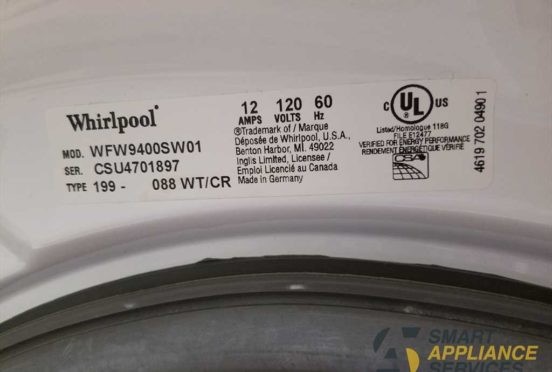 Whirlpool®
MOD. WFW9400SW01
SER. CSU4701897
TYPE 199 - 088 WT/CR
12 120 60
AMPS VOLTS Hz
®Trademark of / Marque
Déposée de Whirlpool, U.S.A.,
Benton Harbor, MI. 49022
Inglis Limited, Licensee /
Emploi Licencié au Canada
Made in Germany
C UL US
Listed/Homologue 118G
FILE E12477
VERIFIED FOR ENERGY PERFORMANCE
RENDEMENT ÉNERGÉTIQUE VÉRIFIÉ
CSA
4619 702 0490 1
SMART
APPLIANCE
SERVICES